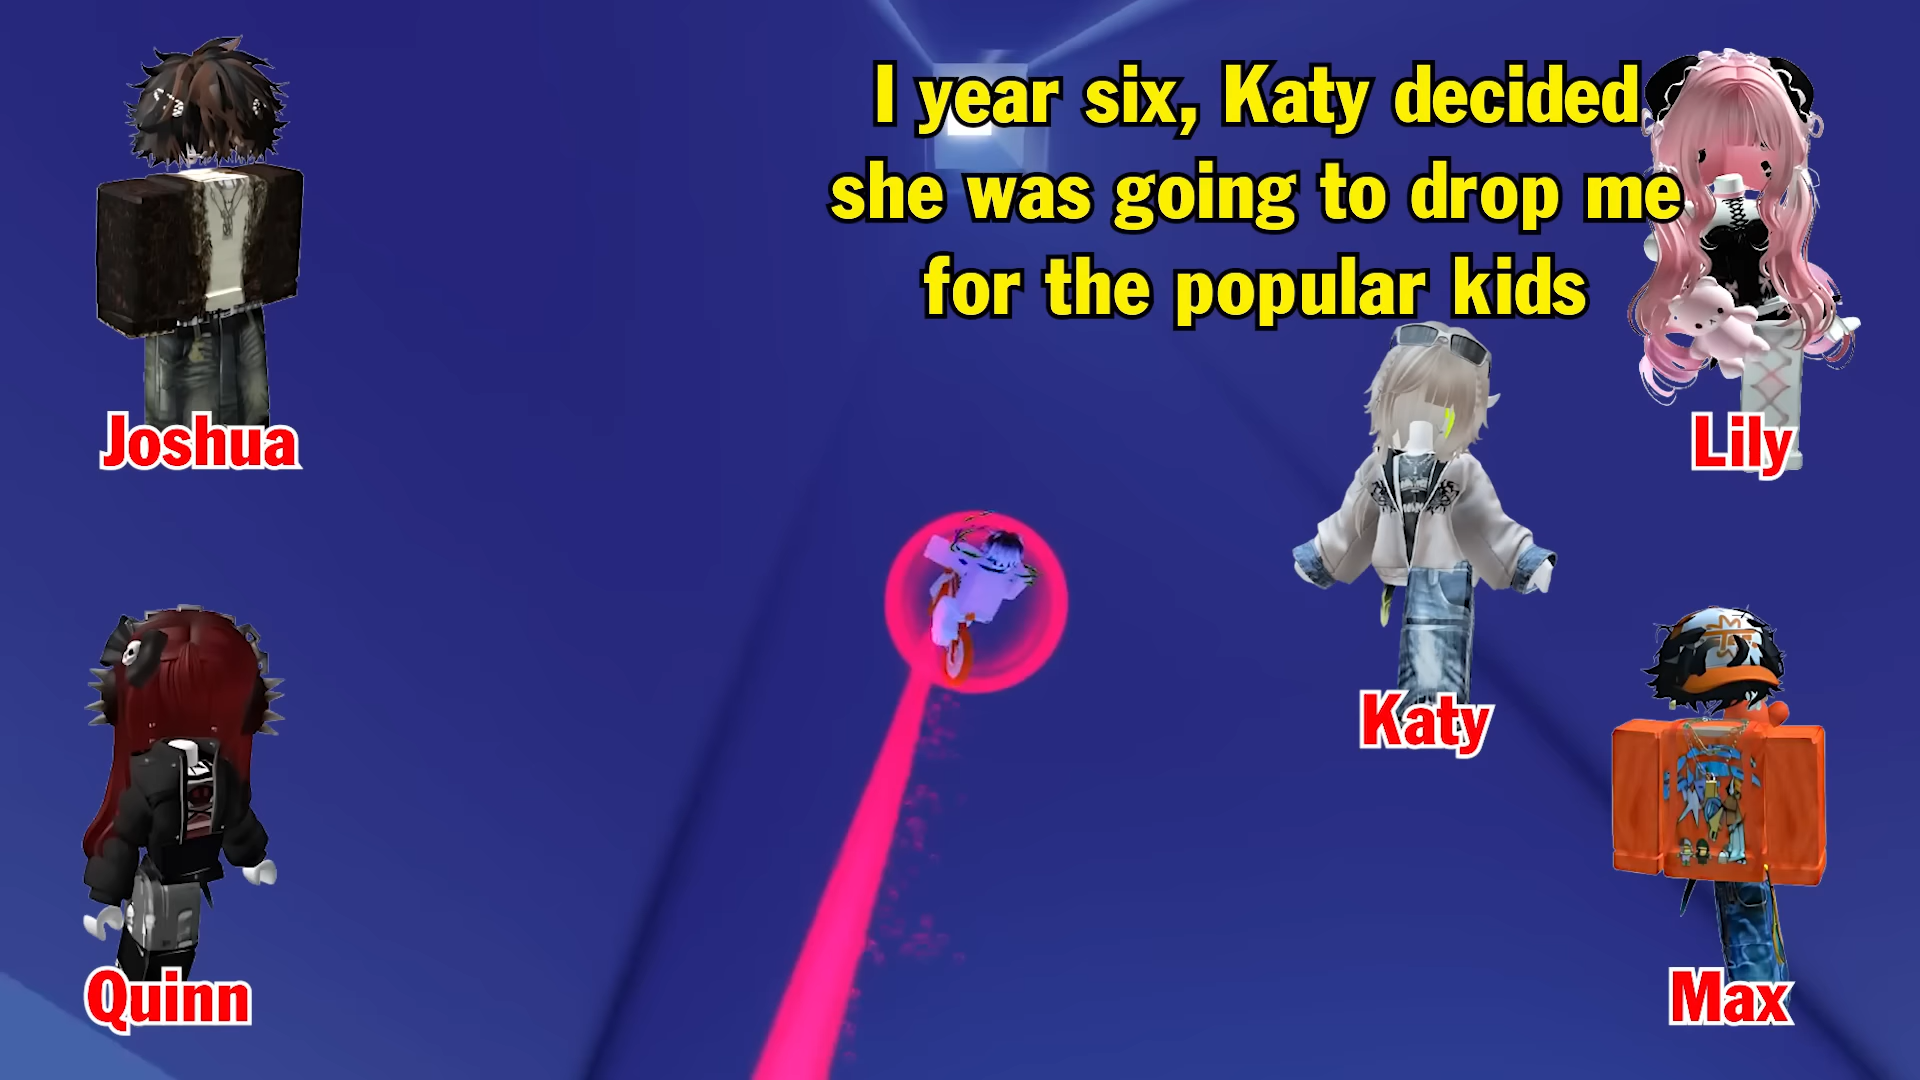 I year six, Katy decided
she was going to drop me
for the popular kids
Joshua
Lily
Katy
Quinn
Max